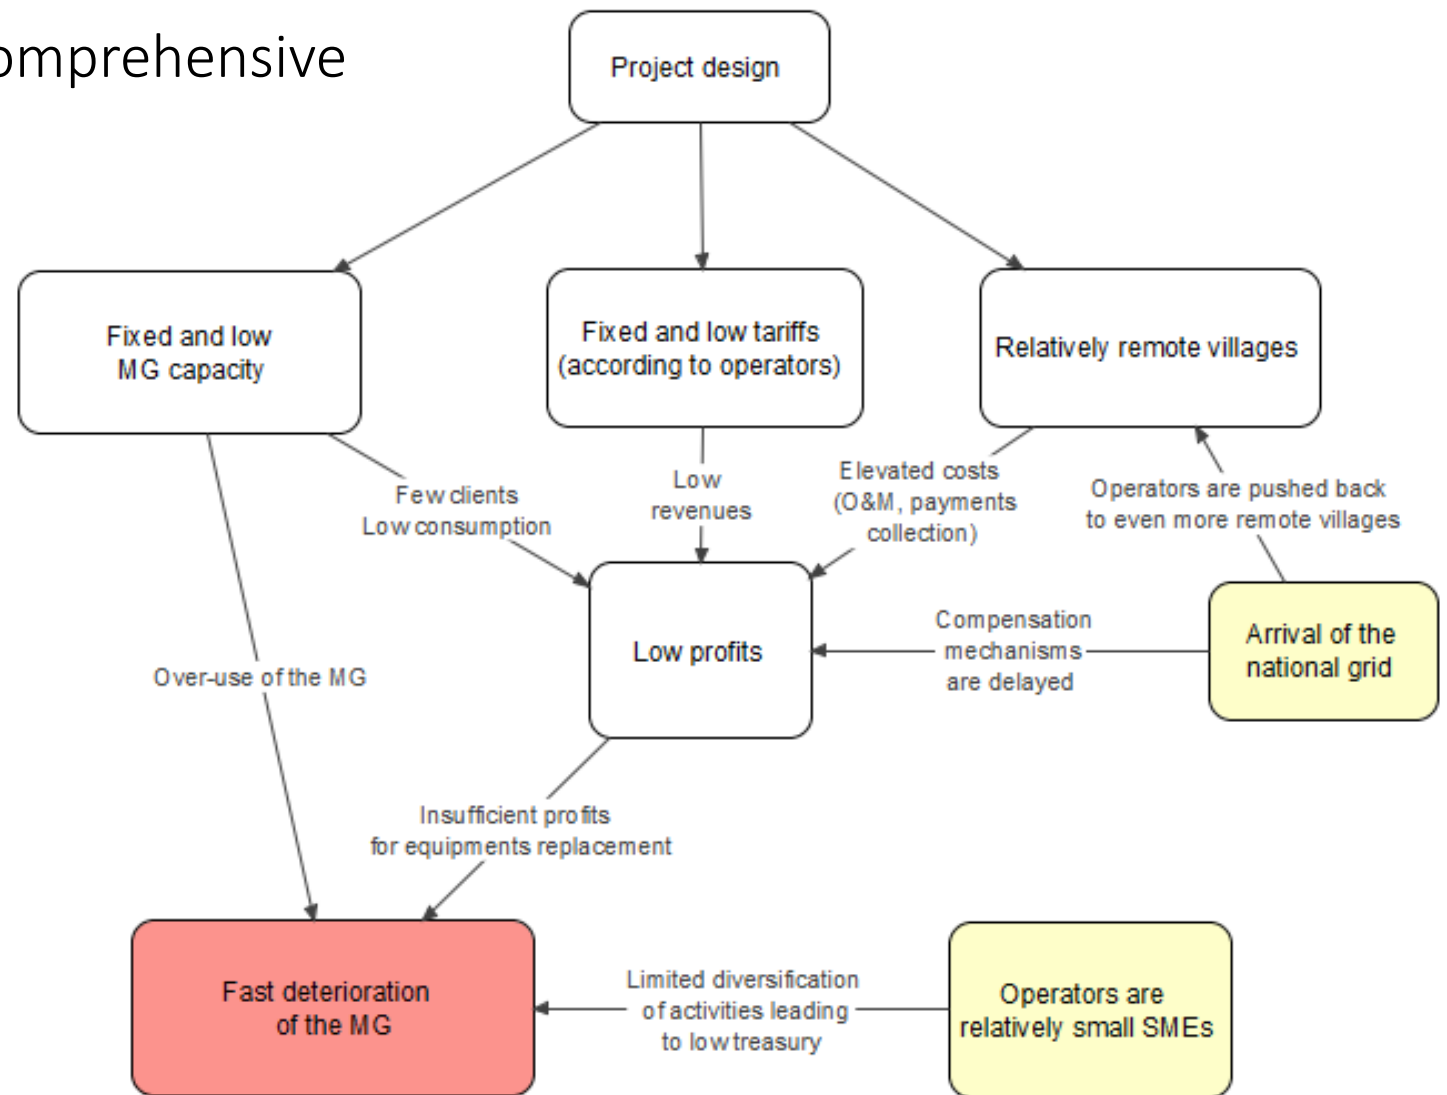 omprehensive
Project design
Fixed and low
MG capacity
Fixed and low tariffs
(according to operators)
Relatively remote villages
Few clients
Low consumption
Low
revenues
Elevated costs
(O&M, payments
collection)
Operators are pushed back
to even more remote villages
Over-use of the MG
Low profits
Compensation
mechanisms
are delayed
Arrival of the
national grid
Insufficient profits
for equipments replacement
Fast deterioration
of the MG
Limited diversification
of activities leading
to low treasury
Operators are
relatively small SMEs